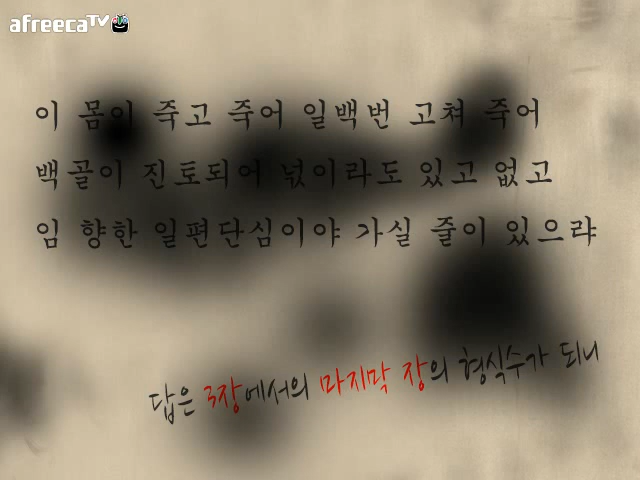 afreecaTV
이 몸이 죽고 죽어 일백번 고쳐 죽어
백골이 진토되어 넋이라도 있고 없고
임 향한 일편단심이야 가실 줄이 있으랴
답은 3장에서의 마지막 장의 형식수가 되니